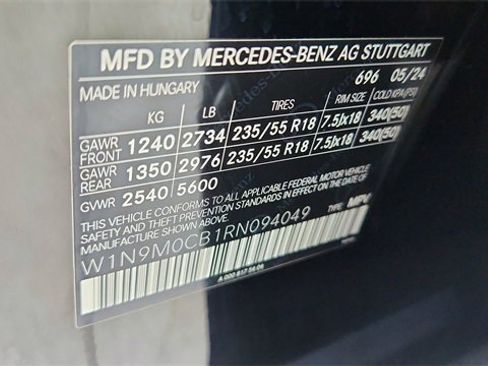 MFD BY MERCEDES-BENZ AG STUTTGART
MADE IN HUNGARY 696 05/24
KG LB TIRES RIM SIZE COLD KPA(PSI)
GAWR FRONT 1240 2734 235/55 R18 7.5Jx18 340(50)
GAWR REAR 1350 2976 235/55 R18 7.5Jx18 340(50)
GVWR 2540 5600
THIS VEHICLE CONFORMS TO ALL APPLICABLE FEDERAL MOTOR VEHICLE
SAFETY AND THEFT PREVENTION STANDARDS IN EFFECT ON THE DATE OF
MANUFACTURE SHOWN ABOVE.
W1N9M0CB1RN094049 TYPE: MPV